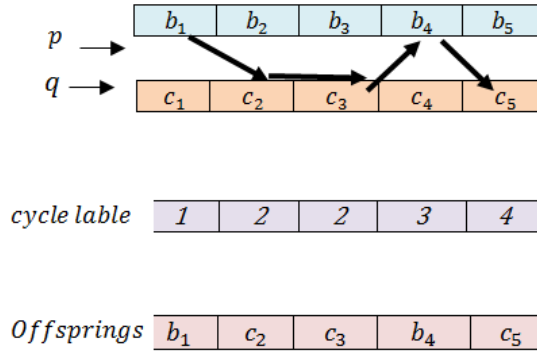 b₁ b₂ b₃ b₄ b₅
p
q
c₁ c₂ c₃ c₄ c₅
cycle lable 1 2 2 3 4
Offsprings b₁ c₂ c₃ b₄ c₅